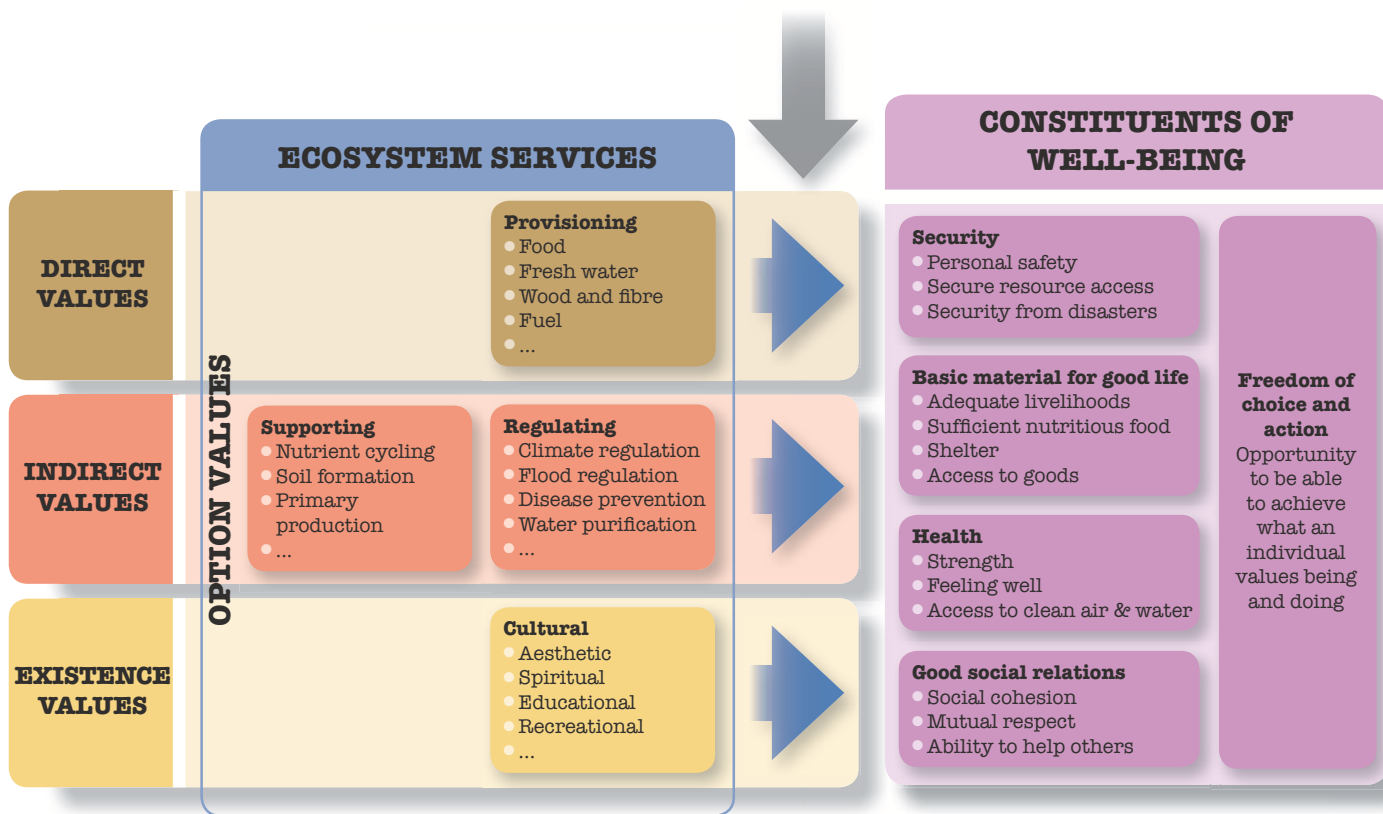 ECOSYSTEM SERVICES
DIRECT
VALUES
Provisioning
Food
Fresh water
Wood and fibre
Fuel
...
OPTION VALUES
INDIRECT
VALUES
Supporting
Nutrient cycling
Soil formation
Primary
production
...
Regulating
Climate regulation
Flood regulation
Disease prevention
Water purification
...
EXISTENCE
VALUES
Cultural
Aesthetic
Spiritual
Educational
Recreational
...
CONSTITUENTS OF
WELL-BEING
Security
Personal safety
Secure resource access
Security from disasters
Basic material for good life
Adequate livelihoods
Sufficient nutritious food
Shelter
Access to goods
Health
Strength
Feeling well
Access to clean air & water
Good social relations
Social cohesion
Mutual respect
Ability to help others
Freedom of
choice and
action
Opportunity
to be able
to achieve
what an
individual
values being
and doing